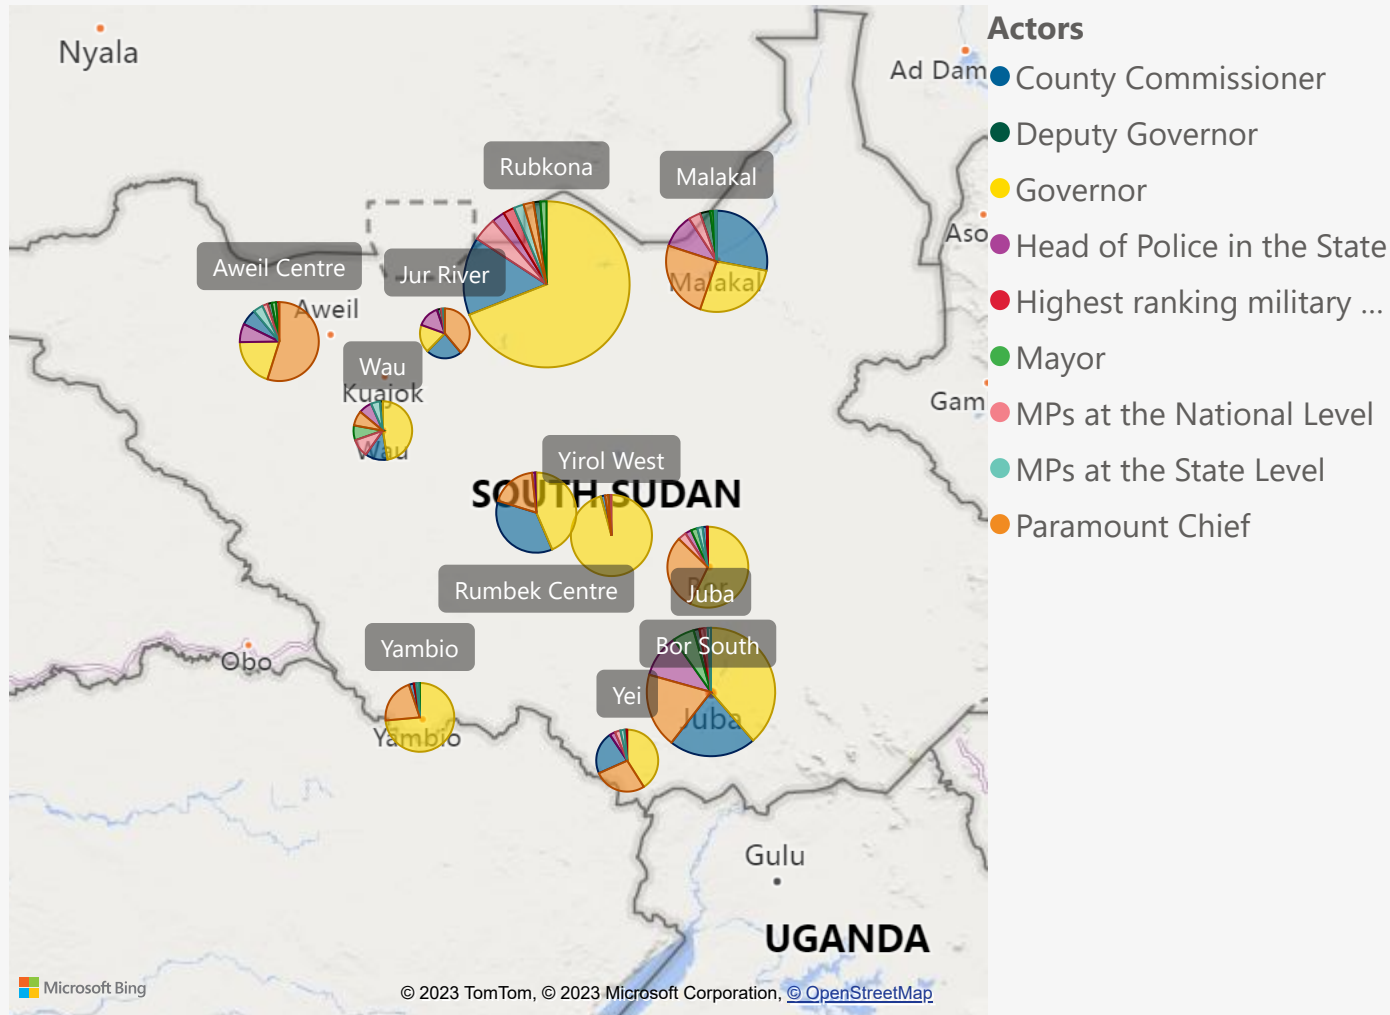 Nyala
Ad Dam
Rubkona
Malakal
Aso
Aweil Centre
Jur River
Malakal
Aweil
Wau
Kuajok
Gam
Wau
Yirol West
SOUTH SUDAN
Bor
Rumbek Centre
Juba
Yambio
Bor South
Obo
Yei
Juba
Yambio
Gulu
UGANDA
Microsoft Bing
© 2023 TomTom, © 2023 Microsoft Corporation, © OpenStreetMap
Actors
County Commissioner
Deputy Governor
Governor
Head of Police in the State
Highest ranking military ...
Mayor
MPs at the National Level
MPs at the State Level
Paramount Chief